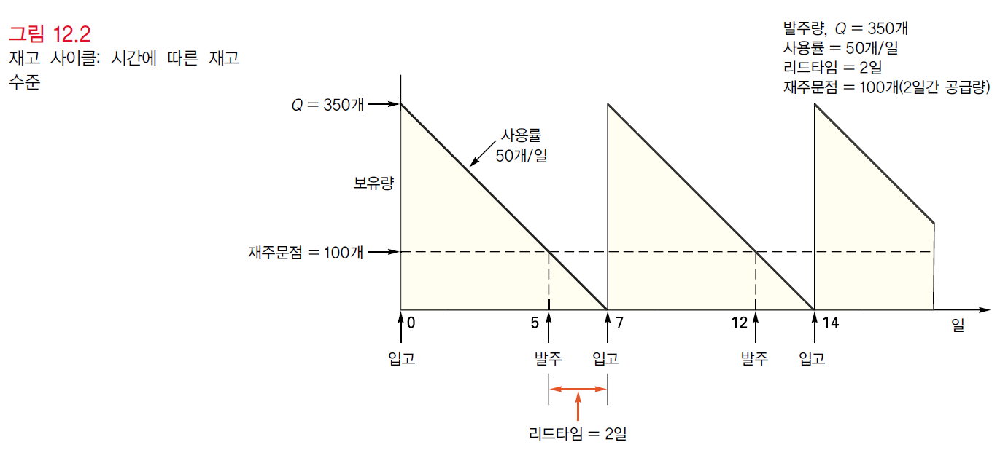 그림 12.2
재고 사이클: 시간에 따른 재고
수준
발주량, Q = 350개
사용률 = 50개/일
리드타임 = 2일
재주문점 = 100개(2일간 공급량)
Q = 350개
사용률
50개/일
보유량
재주문점 = 100개
0
5
7
12
14
일
입고
발주
입고
발주
입고
리드타임 = 2일